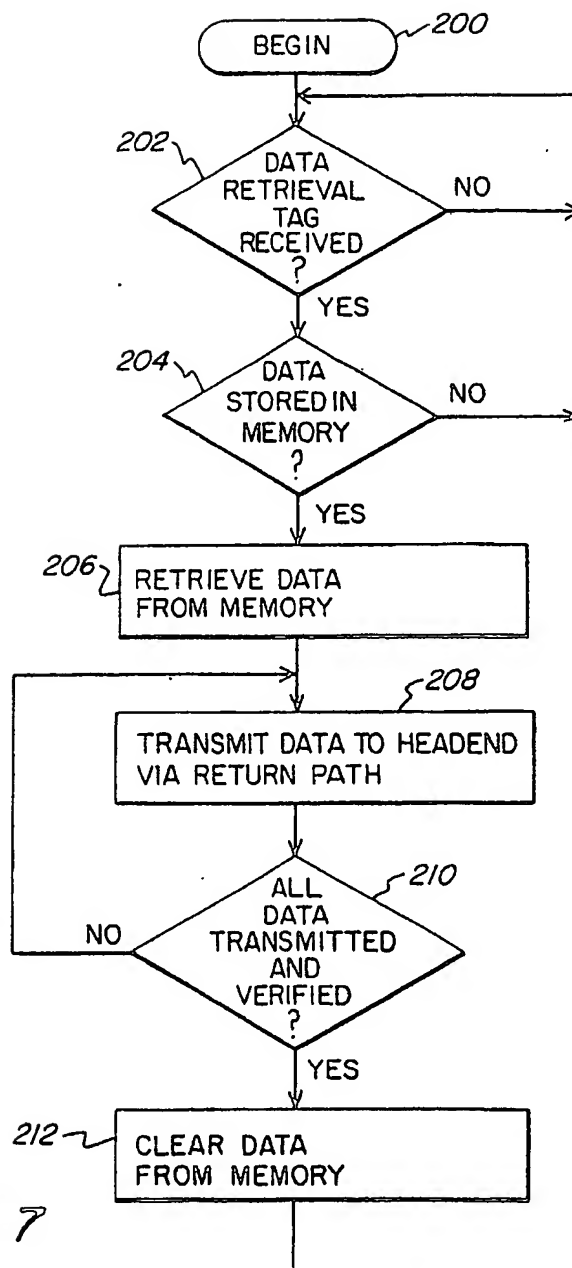 BEGIN
200
202
DATA
RETRIEVAL
TAG
RECEIVED
?
NO
YES
204
DATA
STORED IN
MEMORY
?
NO
YES
206
RETRIEVE DATA
FROM MEMORY
208
TRANSMIT DATA TO HEADEND
VIA RETURN PATH
210
ALL
DATA
TRANSMITTED
AND
VERIFIED
?
NO
YES
212
CLEAR DATA
FROM MEMORY
7